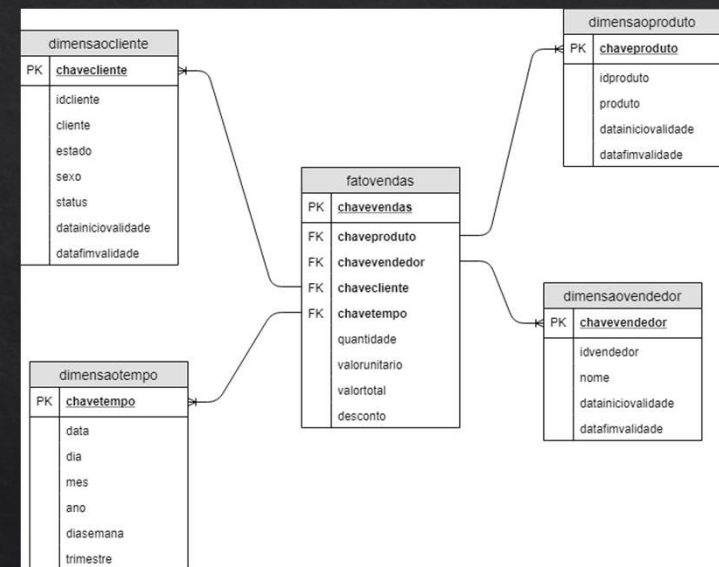 dimensaocliente
PK chavecliente
idcliente
cliente
estado
sexo
status
datainiciovalidade
datafimvalidade
dimensaoproduto
PK chaveproduto
idproduto
produto
datainiciovalidade
datafimvalidade
fatovendas
PK chavevendas
FK chaveproduto
FK chavevendedor
FK chavecliente
FK chavetempo
quantidade
valorunitario
valortotal
desconto
dimensaovendedor
PK chavevendedor
idvendedor
nome
datainiciovalidade
datafimvalidade
dimensaotempo
PK chavetempo
data
dia
mes
ano
diasemana
trimestre